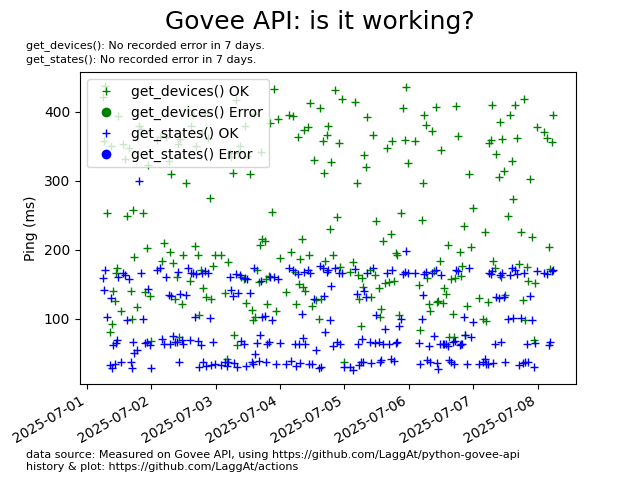 Govee API: is it working?
get_devices(): No recorded error in 7 days.
get_states(): No recorded error in 7 days.
get_devices() OK
get_devices() Error
get_states() OK
get_states() Error
Ping (ms)
400
300
200
100
2025-07-01
2025-07-02
2025-07-03
2025-07-04
2025-07-05
2025-07-06
2025-07-07
2025-07-08
data source: Measured on Govee API, using https://github.com/LaggAt/python-govee-api
history & plot: https://github.com/LaggAt/actions